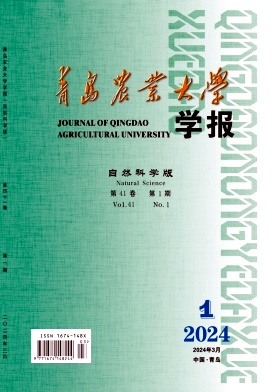 青岛农业大学
学报
JOURNAL OF QINGDAO
AGRICULTURAL UNIVERSITY
自然科学版
Natural Science
第41卷 第1期
Vol.41 No.1
1
2024
2024年3月
中国·青岛
ISSN 1674-148X
QINGDAONONGYEDAXUE
XUEBAO